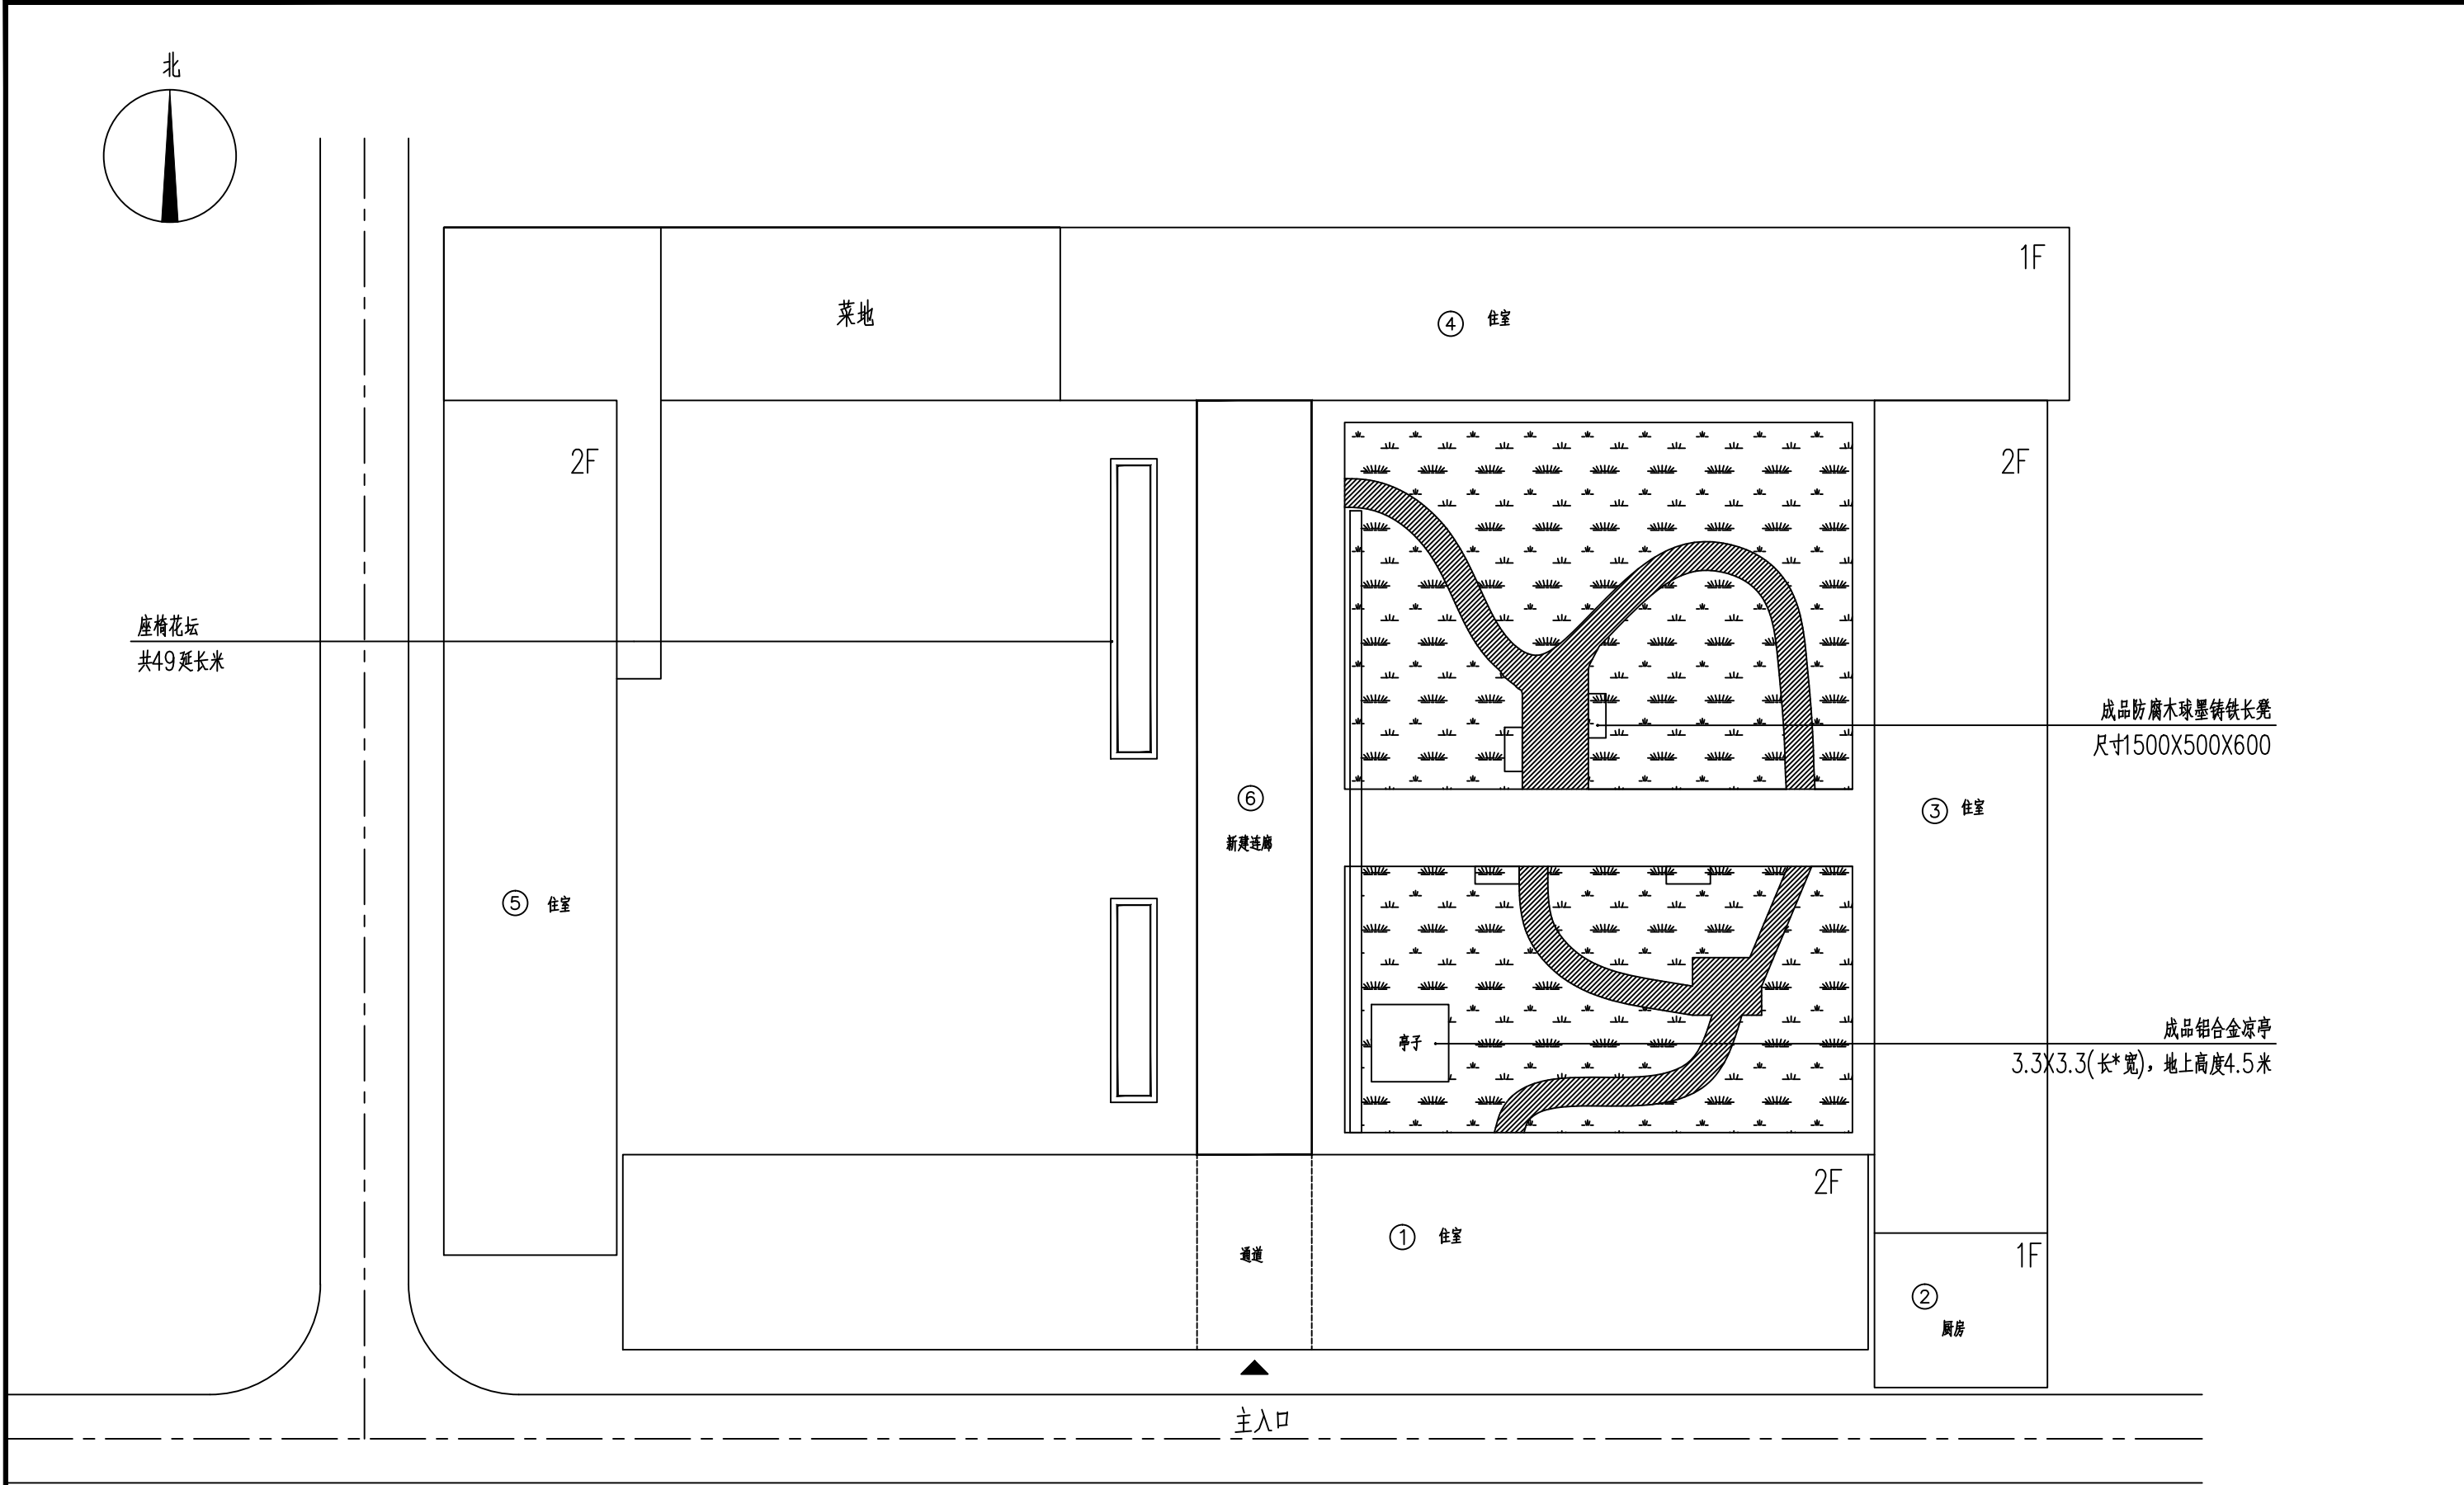 北
1F
菜地
④ 住室
2F
2F
座椅花坛
共49延长米
成品防腐木球墨铸铁长凳
尺寸1500X500X600
⑥
新建连廊
③ 住室
⑤ 住室
成品铝合金凉亭
3.3X3.3(长*宽)，地上高度4.5米
亭子
2F
① 住室
通道
1F
②
厨房
主入口